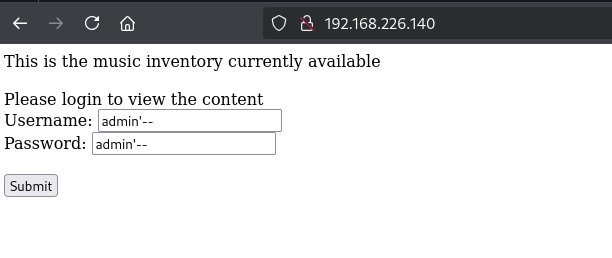 192.168.226.140
This is the music inventory currently available
Please login to view the content
Username: admin'--
Password: admin'--
Submit